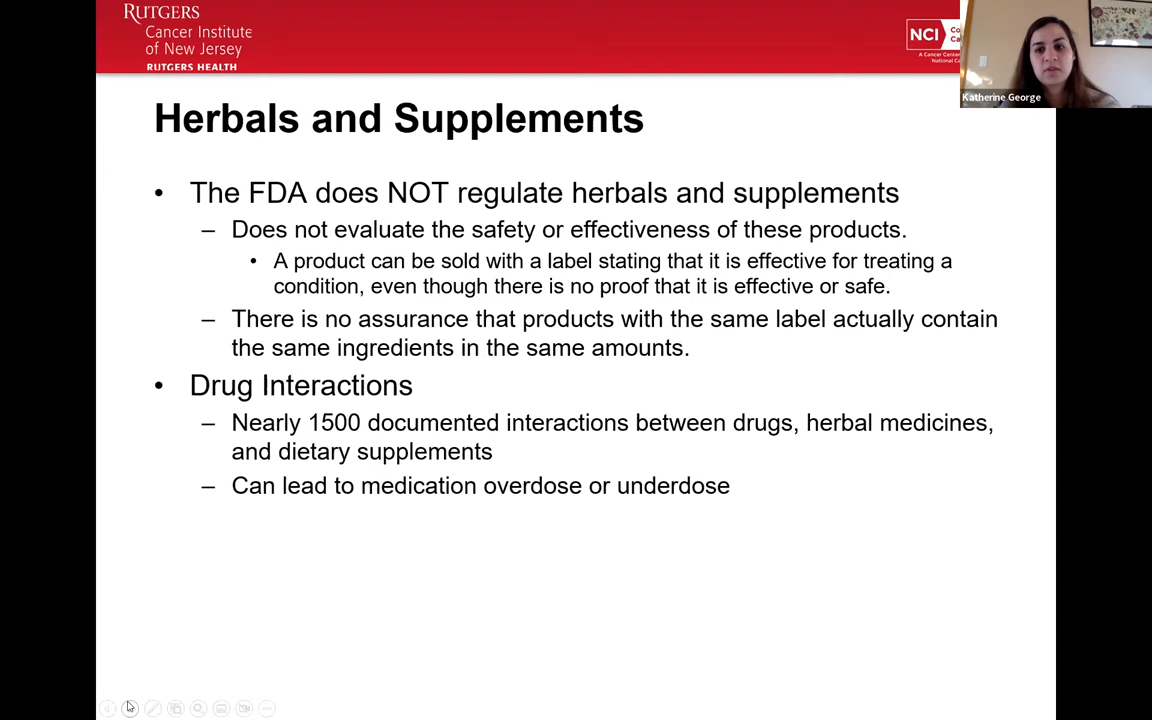 RUTGERS
Cancer Institute
of New Jersey
RUTGERS HEALTH
NCI
A Cancer Center
National
Katherine George
Herbals and Supplements
• The FDA does NOT regulate herbals and supplements
– Does not evaluate the safety or effectiveness of these products.
• A product can be sold with a label stating that it is effective for treating a
condition, even though there is no proof that it is effective or safe.
– There is no assurance that products with the same label actually contain
the same ingredients in the same amounts.
• Drug Interactions
– Nearly 1500 documented interactions between drugs, herbal medicines,
and dietary supplements
– Can lead to medication overdose or underdose